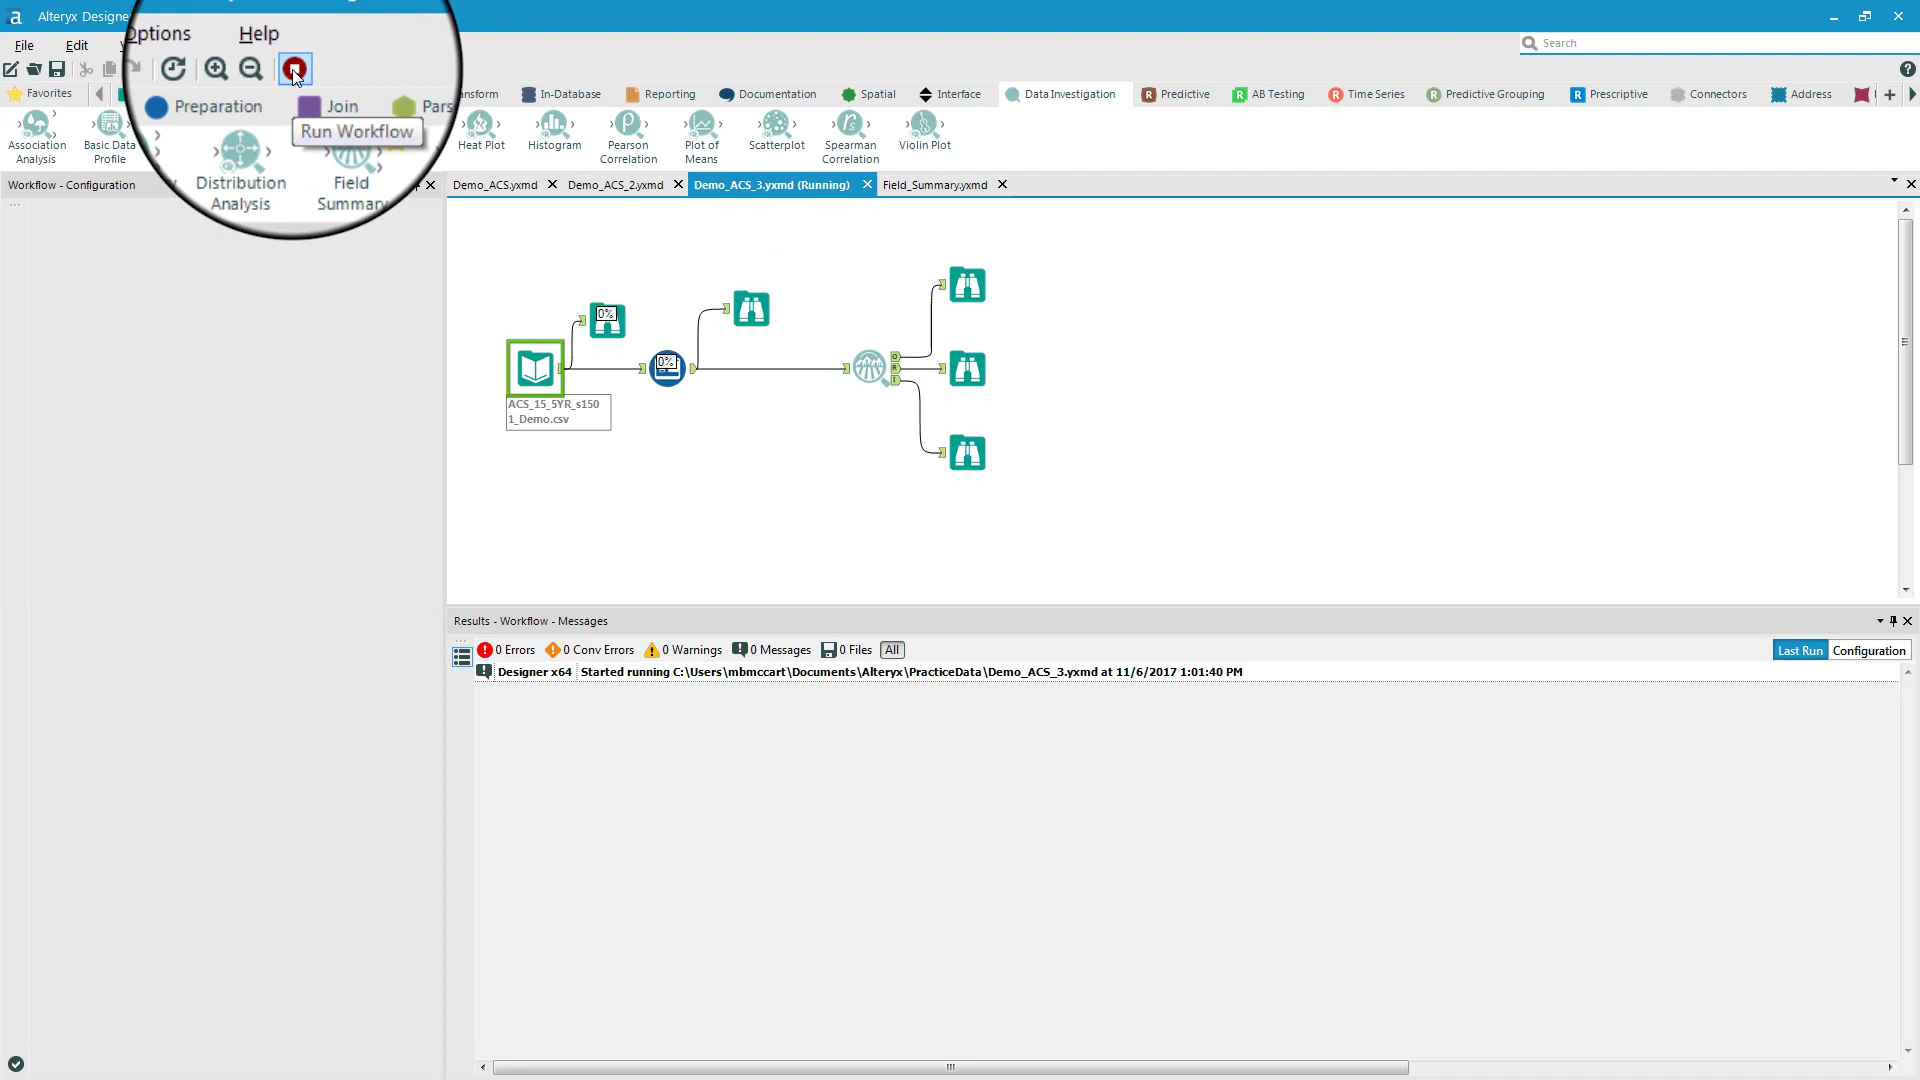 Alteryx Designe
Options Help
File Edit
Search
Favorites Preparation Join Pars nsform In-Database Reporting Documentation Spatial Interface Data Investigation Predictive AB Testing Time Series Predictive Grouping Prescriptive Connectors Address
Run Workflow
Association Analysis
Basic Data Profile
Distribution Analysis
Field Summary
Heat Plot
Histogram
Pearson Correlation
Plot of Means
Scatterplot
Spearman Correlation
Violin Plot
Workflow - Configuration
Demo_ACS.yxmd Demo_ACS_2.yxmd Demo_ACS_3.yxmd (Running) Field_Summary.yxmd
0%
0%
O
R
I
ACS_15_5YR_s150
1_Demo.csv
Results - Workflow - Messages
0 Errors 0 Conv Errors 0 Warnings 0 Messages 0 Files All Last Run Configuration
Designer x64 Started running C:\Users\mbmccart\Documents\Alteryx\PracticeData\Demo_ACS_3.yxmd at 11/6/2017 1:01:40 PM